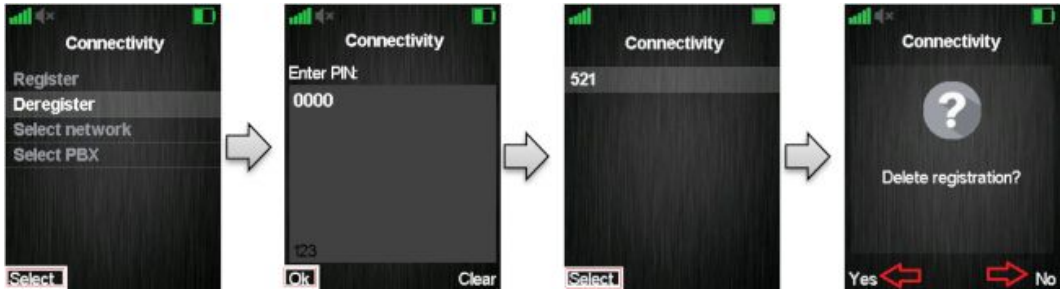 Connectivity
Register
Deregister
Select network
Select PBX
Select
Connectivity
Enter PIN:
0000
123
Ok Clear
Connectivity
521
Select
Connectivity
?
Delete registration?
Yes No